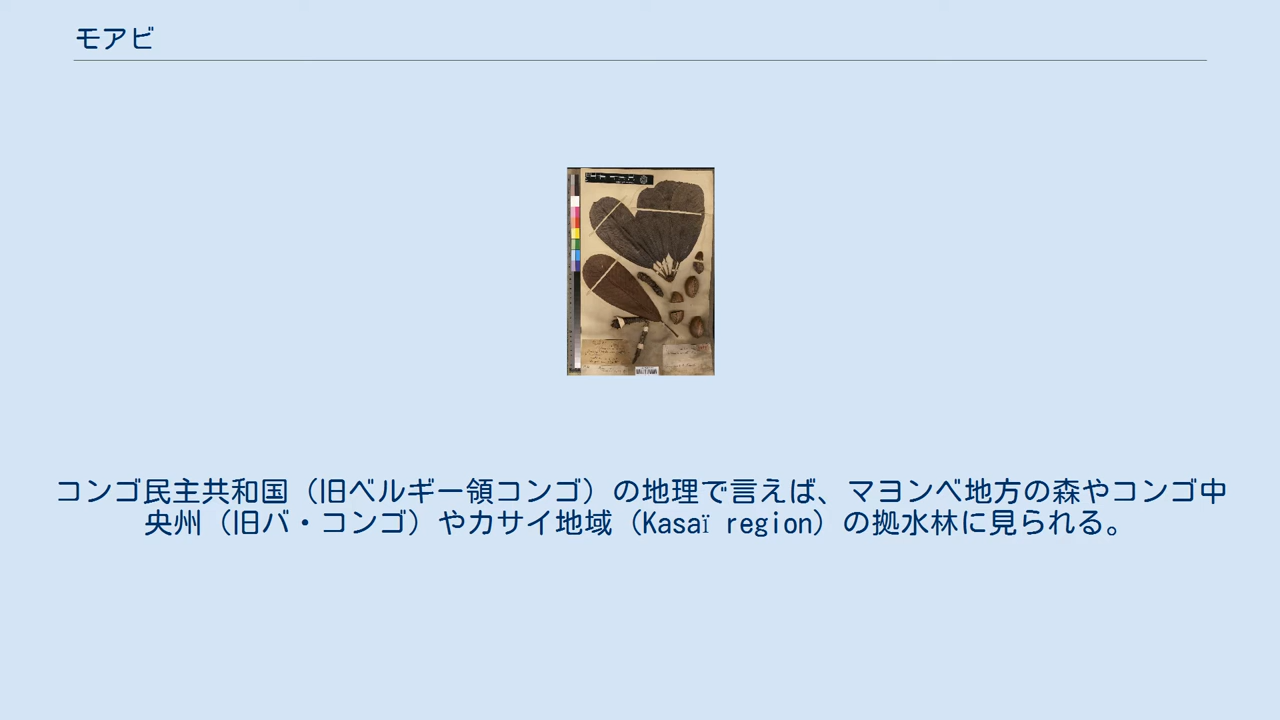 モアビ
コンゴ民主共和国（旧ベルギー領コンゴ）の地理で言えば、マヨンベ地方の森やコンゴ中
央州（旧バ・コンゴ）やカサイ地域（Kasaï region）の拠水林に見られる。